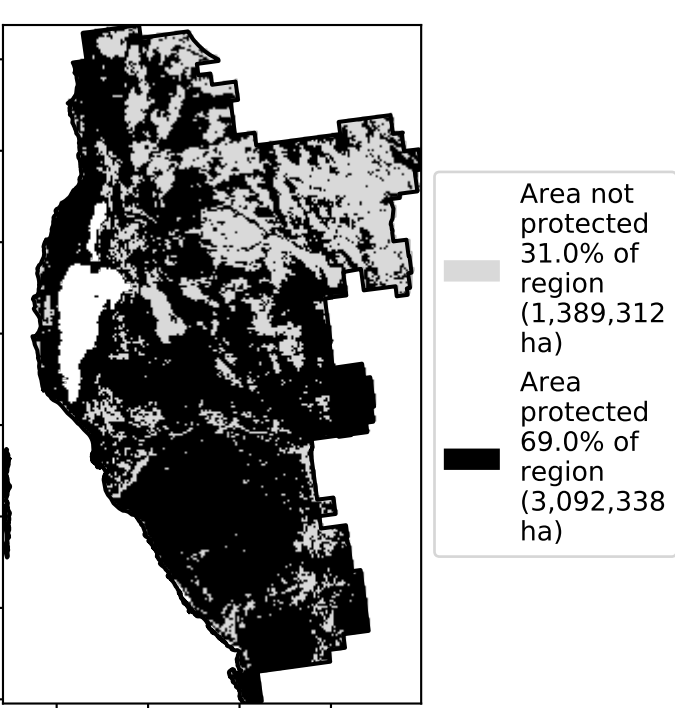 Area not
protected
31.0% of
region
(1,389,312
ha)
Area
protected
69.0% of
region
(3,092,338
ha)